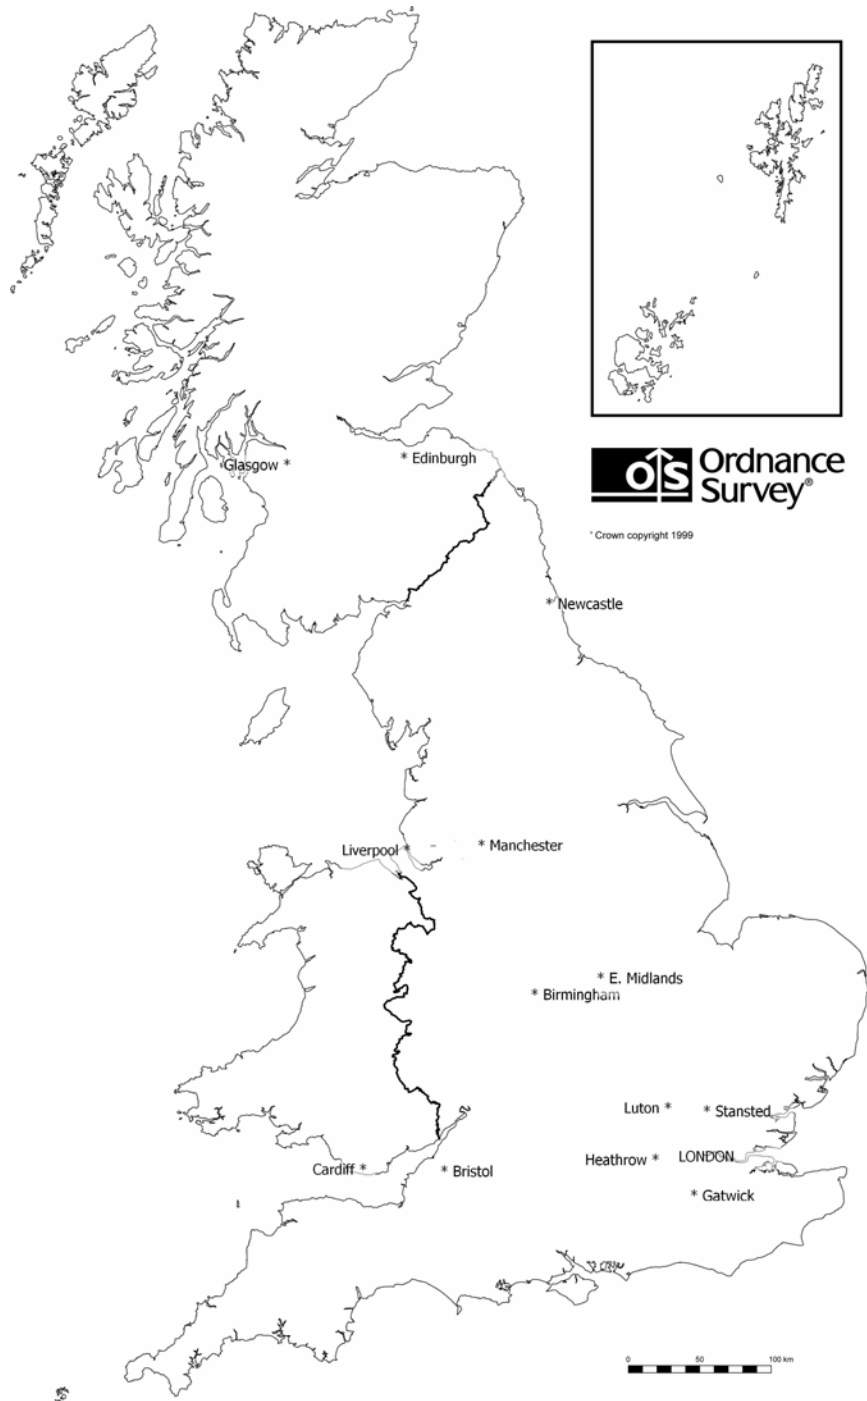 Glasgow *
* Edinburgh
OS Ordnance
Survey®
' Crown copyright 1999
* Newcastle
Liverpool *
* Manchester
* E. Midlands
* Birmingham
Luton *
* Stansted
Heathrow *
LONDON
Cardiff *
* Bristol
* Gatwick
0 50 100 km